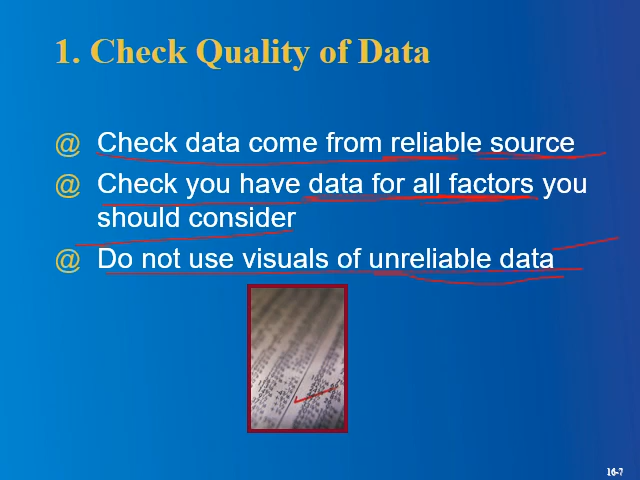 1. Check Quality of Data
@ Check data come from reliable source
@ Check you have data for all factors you
should consider
@ Do not use visuals of unreliable data
16-7